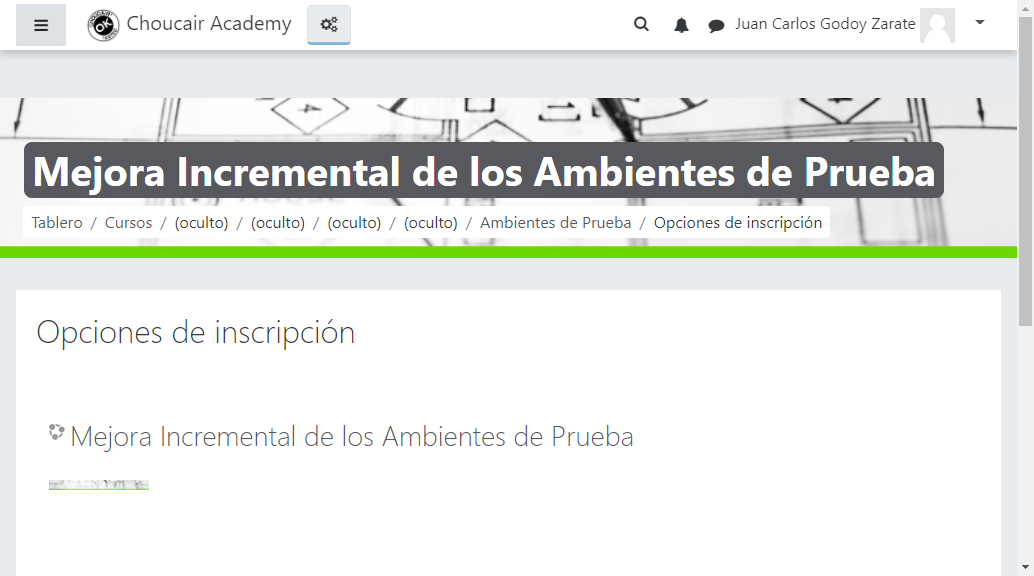 Choucair Academy
Juan Carlos Godoy Zarate
Mejora Incremental de los Ambientes de Prueba
Tablero / Cursos / (oculto) / (oculto) / (oculto) / (oculto) / Ambientes de Prueba / Opciones de inscripción
Opciones de inscripción
Mejora Incremental de los Ambientes de Prueba